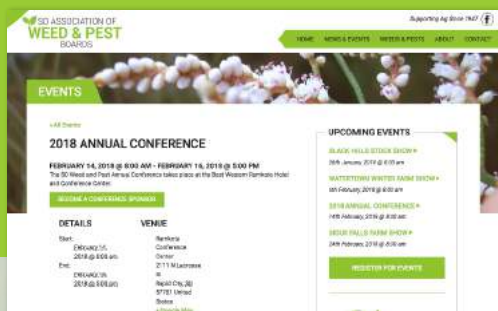 SD ASSOCIATION OF
WEED & PEST
BOARDS
Supporting Ag Since 1947
HOME NEWS & EVENTS WEEDS & PESTS ABOUT CONTACT
EVENTS
« All Events
2018 ANNUAL CONFERENCE
FEBRUARY 14, 2018 @ 8:00 AM - FEBRUARY 16, 2018 @ 5:00 PM
The SD Weed and Pest Annual Conference takes place at the Best Western Ramkota Hotel
and Conference Center.
BECOME A CONFERENCE SPONSOR
DETAILS
Start:
February 14,
2018 @ 8:00 am
End:
February 16,
2018 @ 5:00 pm
VENUE
Ramkota
Conference
Center
2111 N Lacrosse
St
Rapid City, SD
57701 United
States
UPCOMING EVENTS
BLACK HILLS STOCK SHOW »
26th January, 2018 @ 8:00 am
WATERTOWN WINTER FARM SHOW »
2018 @ 8:00 am
2018 ANNUAL CONFERENCE »
14th February, 2018 @ 8:00 am
SIOUX FALLS FARM SHOW »
24th February, 2018 @ 8:00 am
REGISTER FOR EVENTS